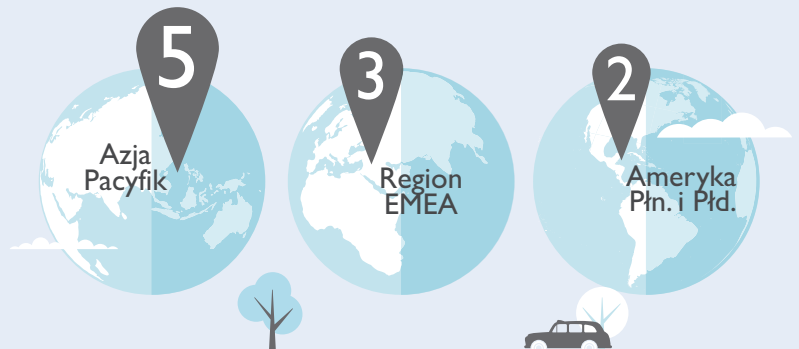 5
Azja
Pacyfik
3
Region
EMEA
2
Ameryka
Płn. i Płd.